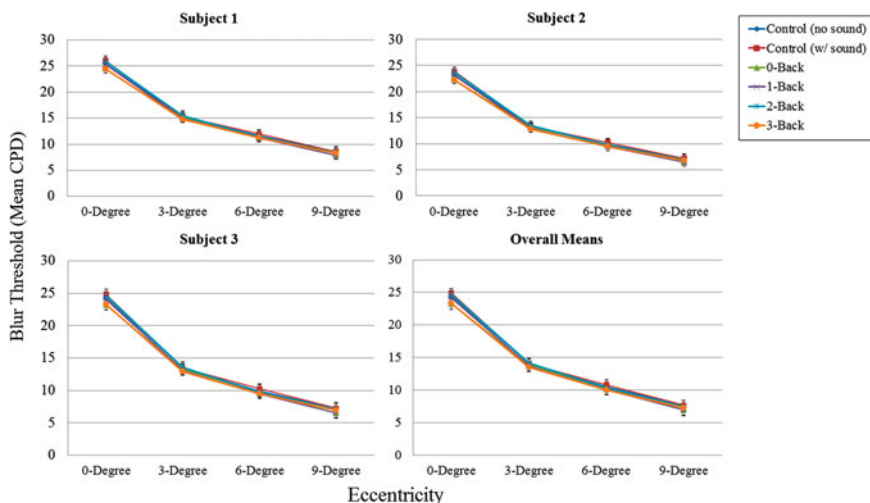 Subject 1
30
25
20
15
10
5
0
0-Degree 3-Degree 6-Degree 9-Degree
Subject 2
30
25
20
15
10
5
0
0-Degree 3-Degree 6-Degree 9-Degree
Control (no sound)
Control (w/ sound)
0-Back
1-Back
2-Back
3-Back
Blur Threshold (Mean CPD)
Subject 3
30
25
20
15
10
5
0
0-Degree 3-Degree 6-Degree 9-Degree
Overall Means
30
25
20
15
10
5
0
0-Degree 3-Degree 6-Degree 9-Degree
Eccentricity